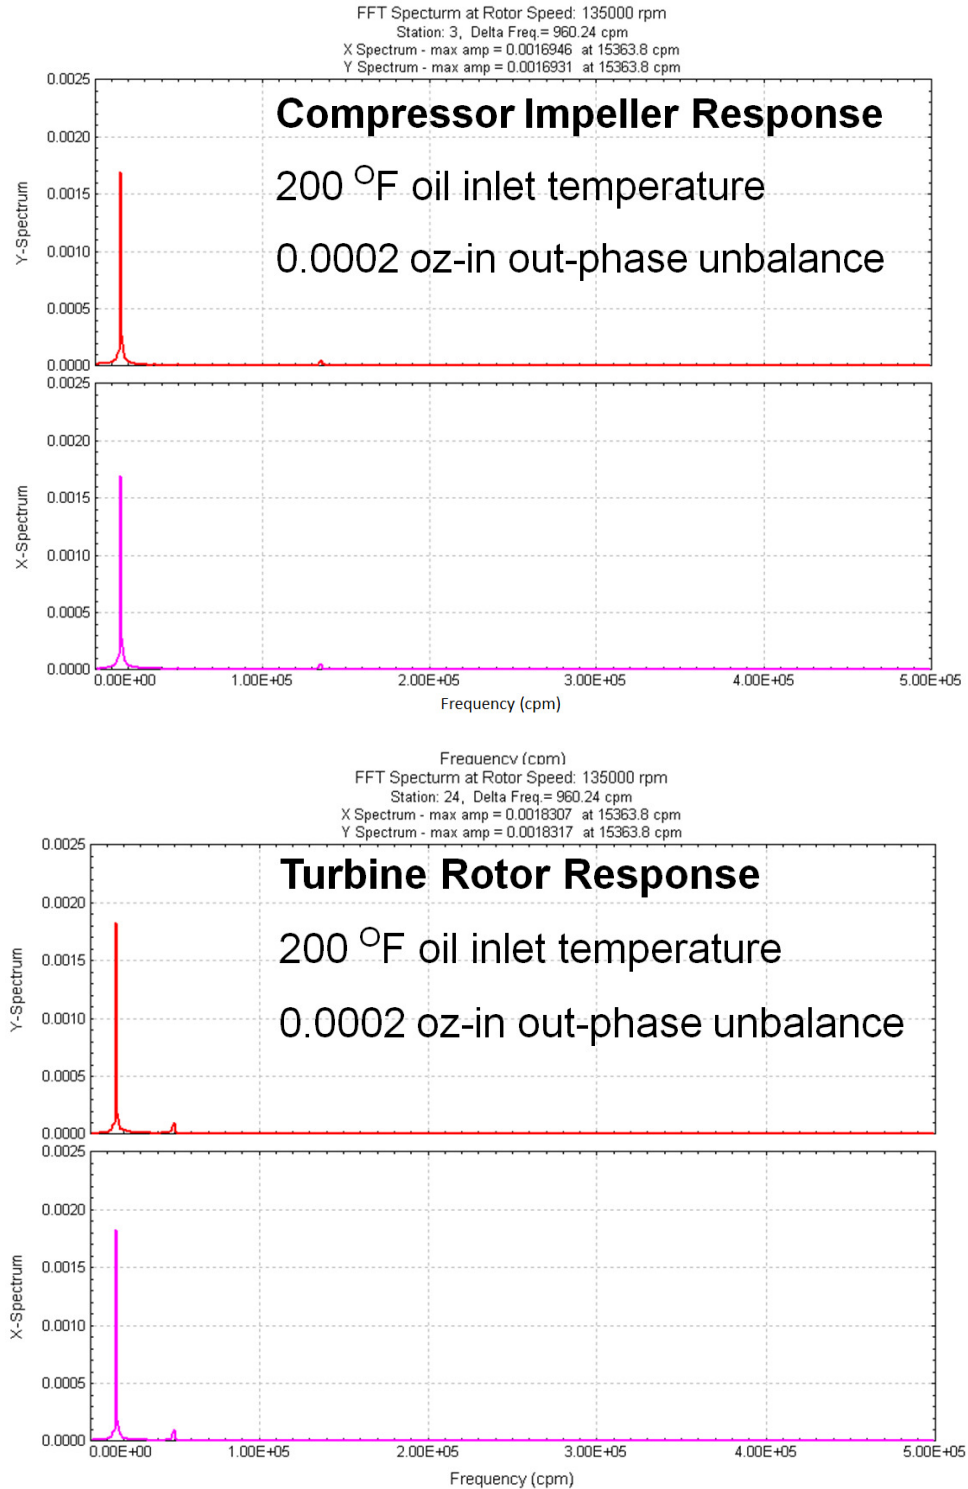 FFT Specturm at Rotor Speed: 135000 rpm
Station: 3, Delta Freq.= 960.24 cpm
X Spectrum - max amp = 0.0016946 at 15363.8 cpm
Y Spectrum - max amp = 0.0016931 at 15363.8 cpm
Compressor Impeller Response
200 °F oil inlet temperature
0.0002 oz-in out-phase unbalance
Y-Spectrum
0.0025
0.0020
0.0015
0.0010
0.0005
0.0000
X-Spectrum
0.0025
0.0020
0.0015
0.0010
0.0005
0.0000
0.00E+00 1.00E+05 2.00E+05 3.00E+05 4.00E+05 5.00E+05
Frequency (cpm)
Frequency (cpm)
FFT Specturm at Rotor Speed: 135000 rpm
Station: 24, Delta Freq.= 960.24 cpm
X Spectrum - max amp = 0.0018307 at 15363.8 cpm
Y Spectrum - max amp = 0.0018317 at 15363.8 cpm
Turbine Rotor Response
200 °F oil inlet temperature
0.0002 oz-in out-phase unbalance
Y-Spectrum
0.0025
0.0020
0.0015
0.0010
0.0005
0.0000
X-Spectrum
0.0025
0.0020
0.0015
0.0010
0.0005
0.0000
0.00E+00 1.00E+05 2.00E+05 3.00E+05 4.00E+05 5.00E+05
Frequency (cpm)